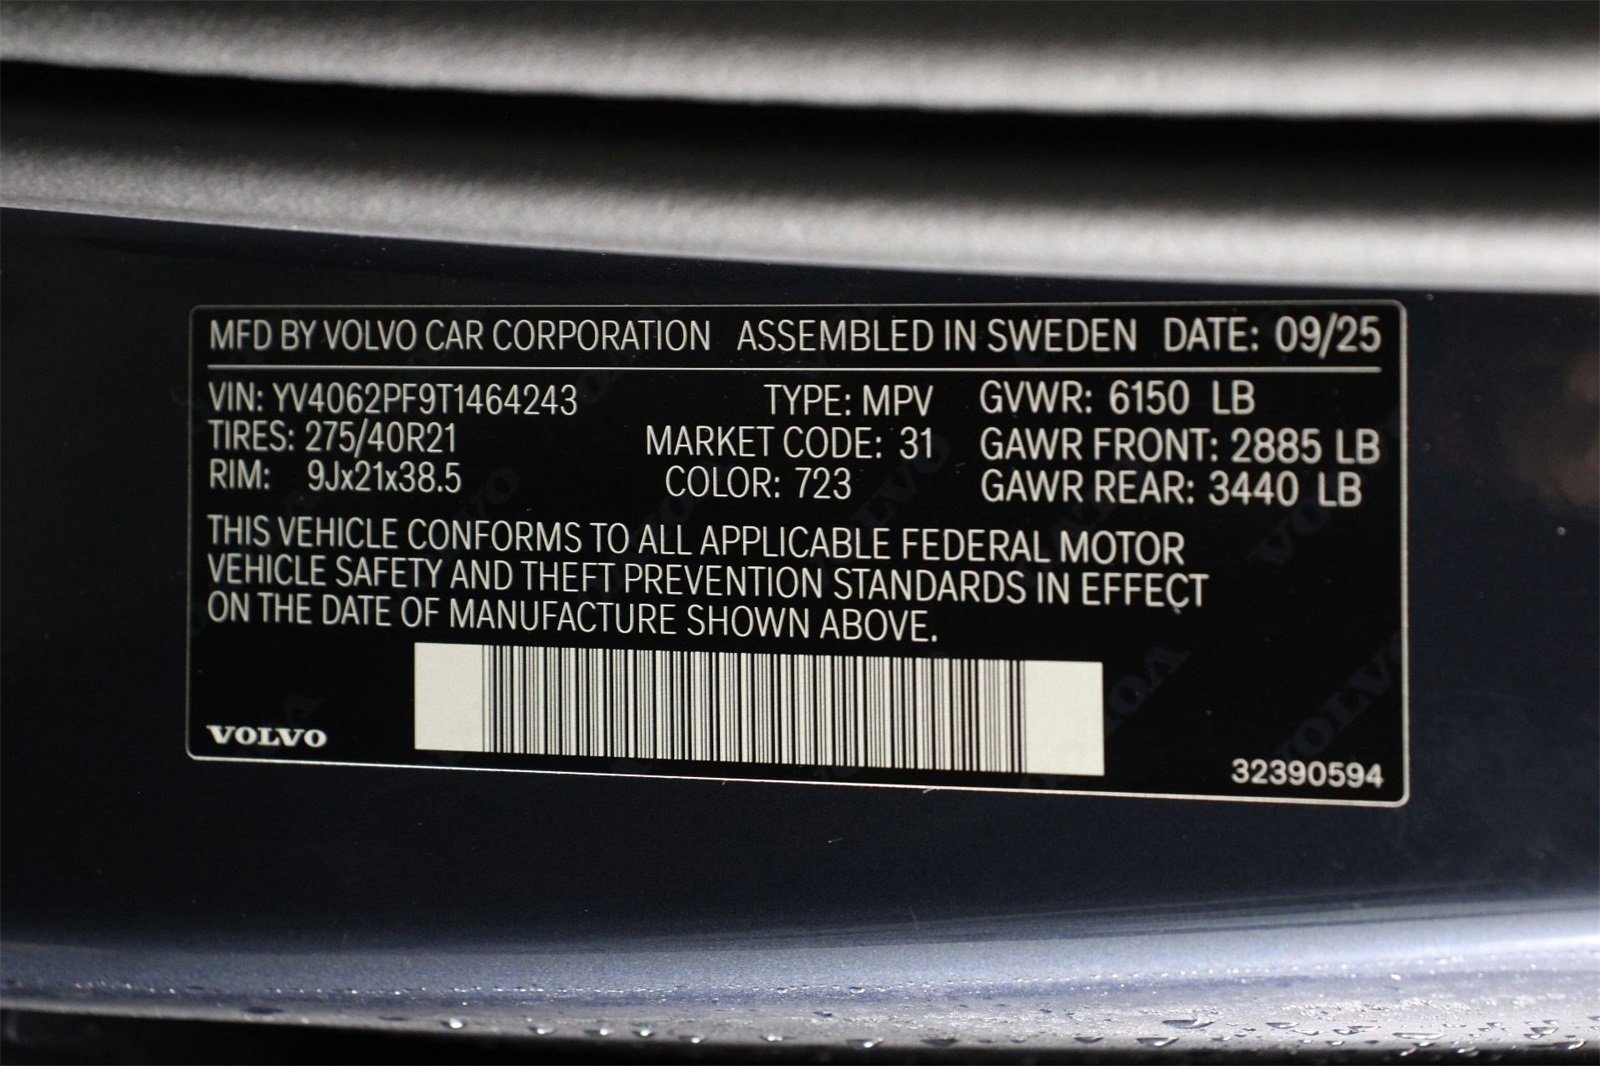 MFD BY VOLVO CAR CORPORATION ASSEMBLED IN SWEDEN DATE: 09/25
VIN: YV4062PF9T1464243 TYPE: MPV GVWR: 6150 LB
TIRES: 275/40R21 MARKET CODE: 31 GAWR FRONT: 2885 LB
RIM: 9Jx21x38.5 COLOR: 723 GAWR REAR: 3440 LB
THIS VEHICLE CONFORMS TO ALL APPLICABLE FEDERAL MOTOR
VEHICLE SAFETY AND THEFT PREVENTION STANDARDS IN EFFECT
ON THE DATE OF MANUFACTURE SHOWN ABOVE.
VOLVO
32390594